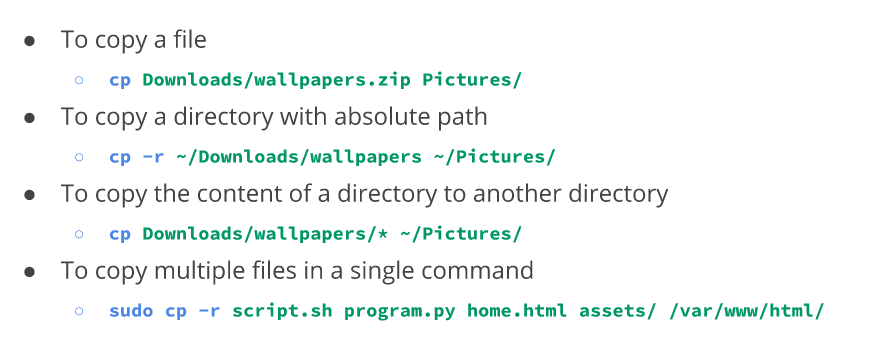 ● To copy a file
○ cp Downloads/wallpapers.zip Pictures/
● To copy a directory with absolute path
○ cp -r ~/Downloads/wallpapers ~/Pictures/
● To copy the content of a directory to another directory
○ cp Downloads/wallpapers/* ~/Pictures/
● To copy multiple files in a single command
○ sudo cp -r script.sh program.py home.html assets/ /var/www/html/